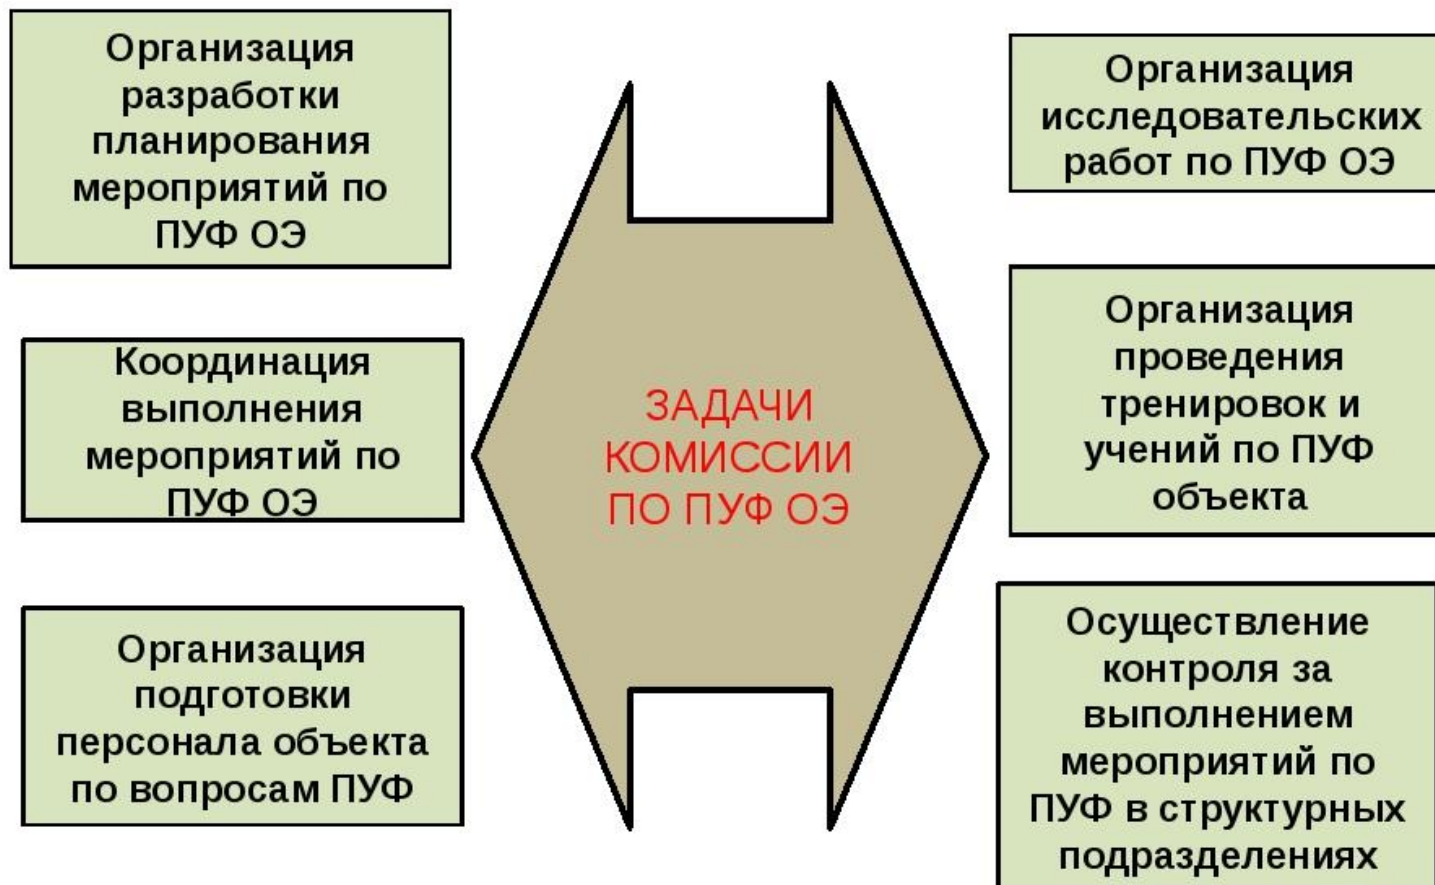 Организация
разработки
планирования
мероприятий по
ПУФ ОЭ
Координация
выполнения
мероприятий по
ПУФ ОЭ
Организация
подготовки
персонала объекта
по вопросам ПУФ
ЗАДАЧИ
КОМИССИИ
ПО ПУФ ОЭ
Организация
исследовательских
работ по ПУФ ОЭ
Организация
проведения
тренировок и
учений по ПУФ
объекта
Осуществление
контроля за
выполнением
мероприятий по
ПУФ в структурных
подразделениях